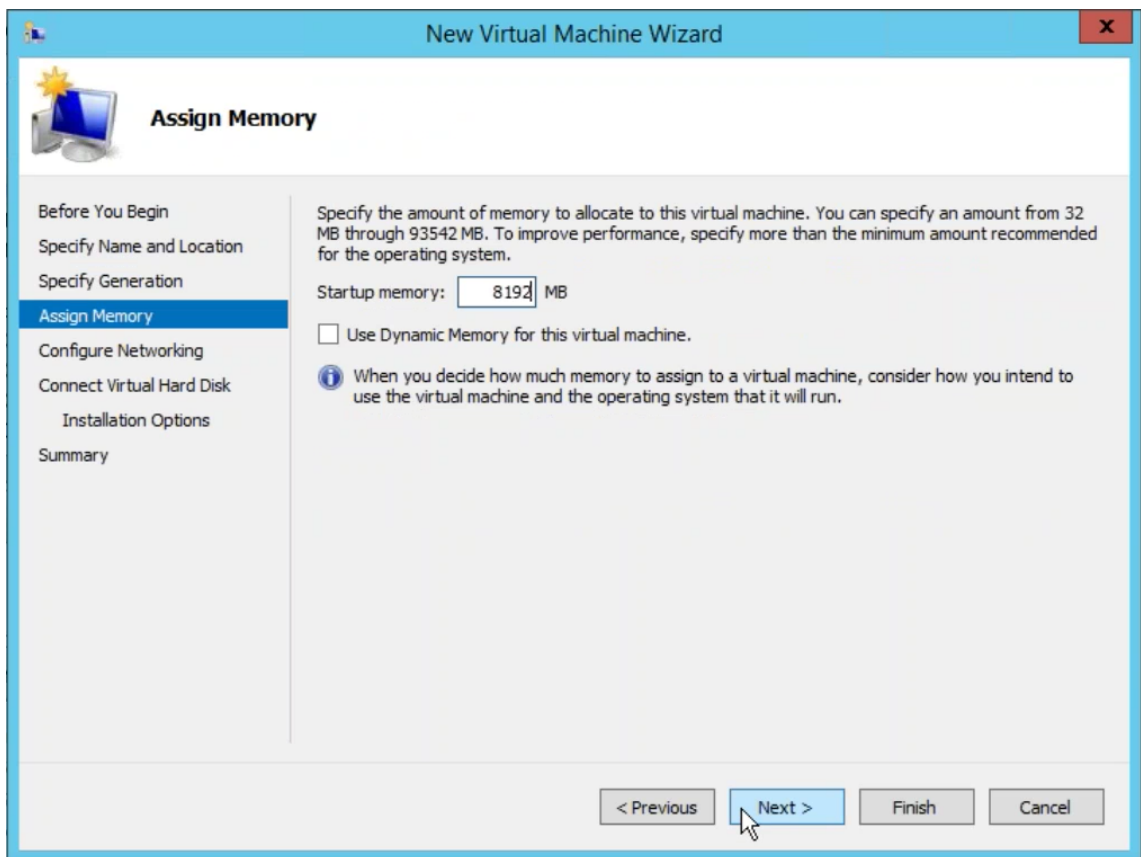 New Virtual Machine Wizard
x
Assign Memory
Before You Begin
Specify Name and Location
Specify Generation
Assign Memory
Configure Networking
Connect Virtual Hard Disk
Installation Options
Summary
Specify the amount of memory to allocate to this virtual machine. You can specify an amount from 32
MB through 93542 MB. To improve performance, specify more than the minimum amount recommended
for the operating system.
Startup memory: 8192 MB
Use Dynamic Memory for this virtual machine.
When you decide how much memory to assign to a virtual machine, consider how you intend to
use the virtual machine and the operating system that it will run.
< Previous Next > Finish Cancel